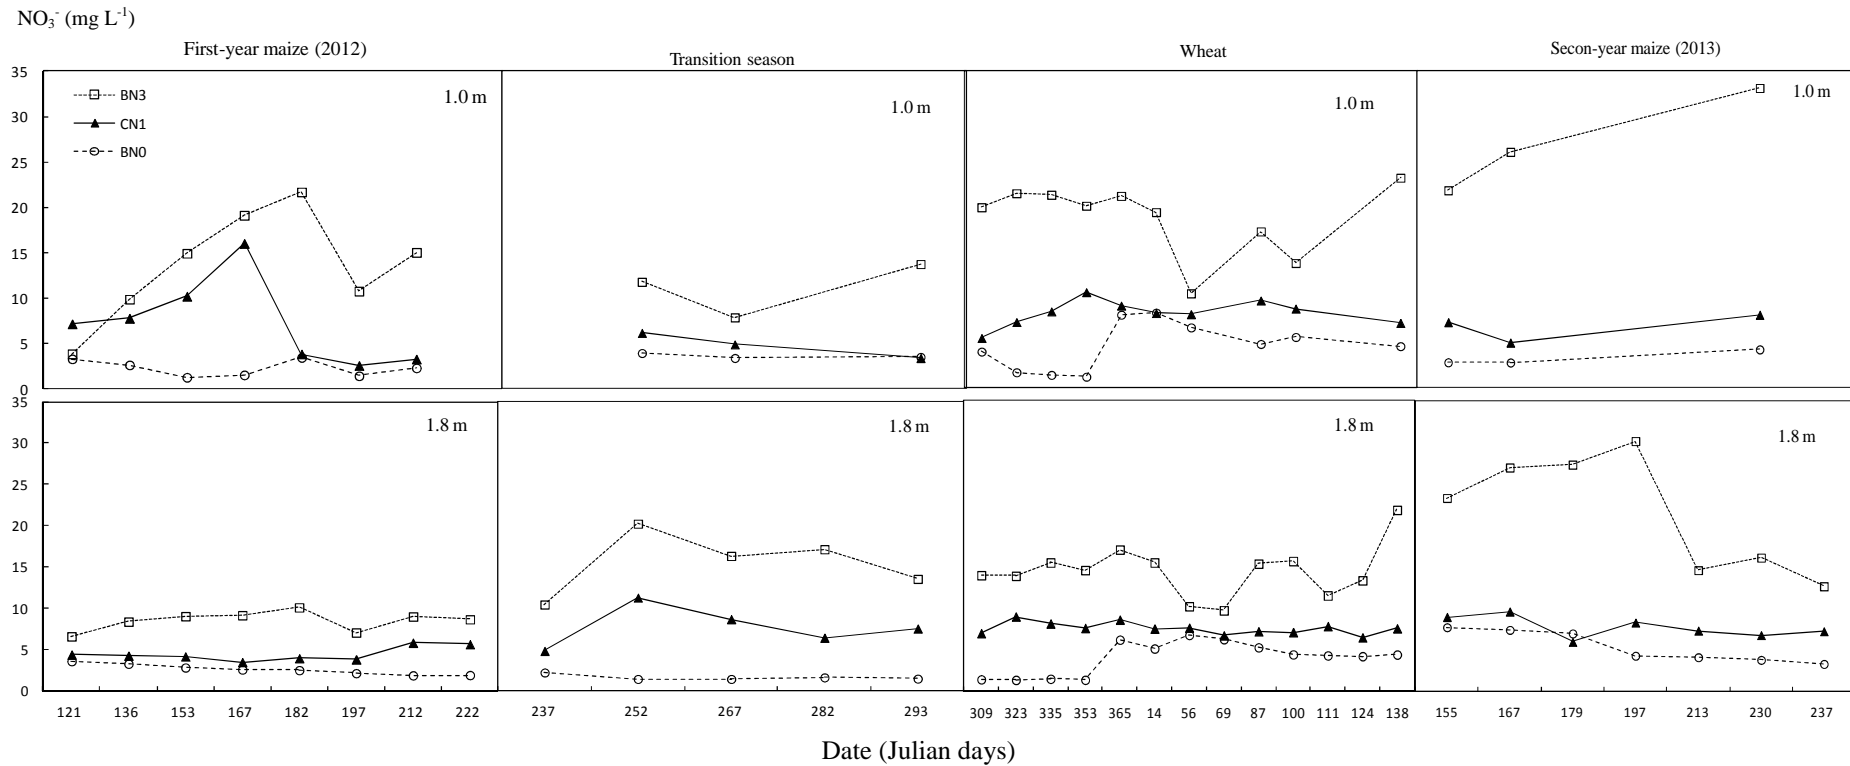 NO₃⁻ (mg L⁻¹)
First-year maize (2012)
Transition season
Wheat
Secon-year maize (2013)
35
30
25
20
15
10
5
0
BN3
CN1
BN0
1.0 m
1.0 m
1.0 m
1.0 m
35
30
25
20
15
10
5
0
1.8 m
1.8 m
1.8 m
1.8 m
121 136 153 167 182 197 212 222 237 252 267 282 293 309 323 335 353 365 14 56 69 87 100 111 124 138 155 167 179 197 213 230 237
Date (Julian days)